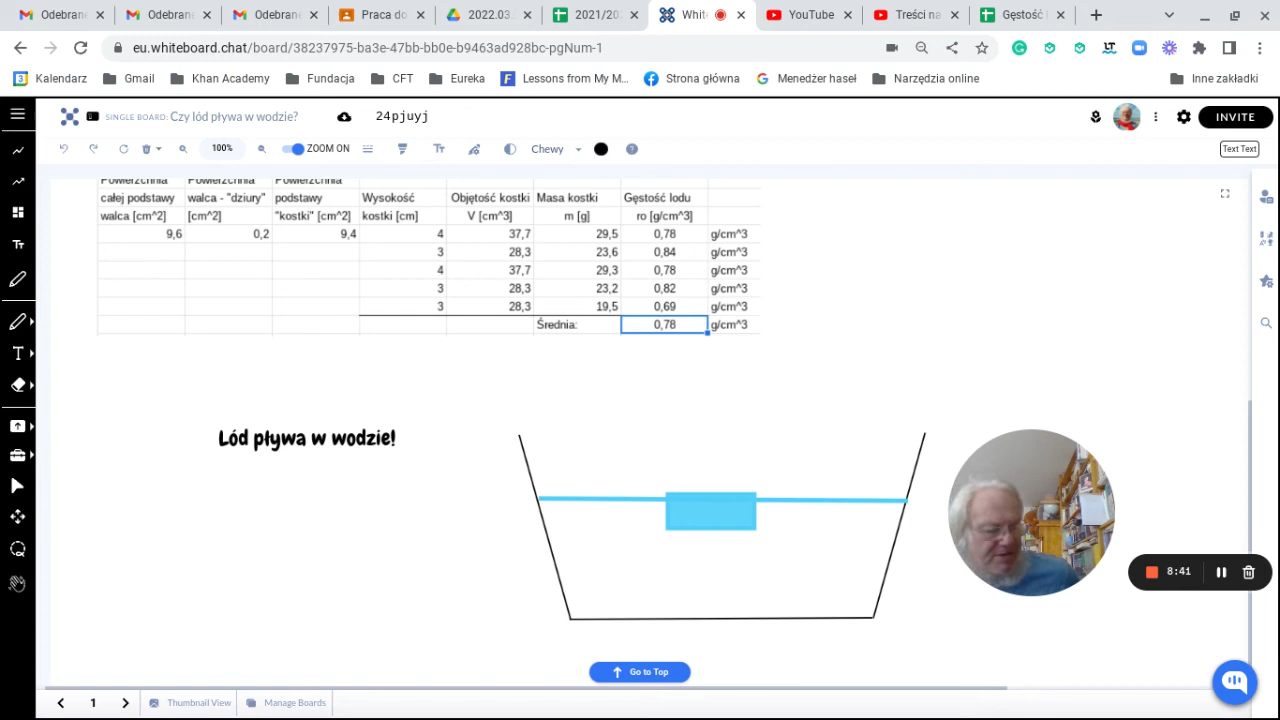 Odebrane
Odebrane
Odebrane
Praca do
2022.03.
2021/202
White
YouTube
Treści na
Gęstość l
eu.whiteboard.chat/board/38237975-ba3e-47bb-bb0e-b9463ad928bc-pgNum-1
Kalendarz
Gmail
Khan Academy
Fundacja
CFT
Eureka
Lessons from My M...
Strona główna
Menedżer haseł
Narzędzia online
Inne zakładki
SINGLE BOARD: Czy lód pływa w wodzie?
24pjuyj
INVITE
100%
ZOOM ON
Chewy
Text Text
Powierzchnia Powierzchnia Powierzchnia
całej podstawy walca - "dziury" podstawy Wysokość Objętość kostki Masa kostki Gęstość lodu
walca [cm^2] [cm^2] "kostki" [cm^2] kostki [cm] V [cm^3] m [g] ro [g/cm^3]
9,6 0,2 9,4 4 37,7 29,5 0,78 g/cm^3
3 28,3 23,6 0,84 g/cm^3
4 37,7 29,3 0,78 g/cm^3
3 28,3 23,2 0,82 g/cm^3
3 28,3 19,5 0,69 g/cm^3
Średnia: 0,78 g/cm^3
Lód pływa w wodzie!
8:41
Go to Top
1
Thumbnail View
Manage Boards